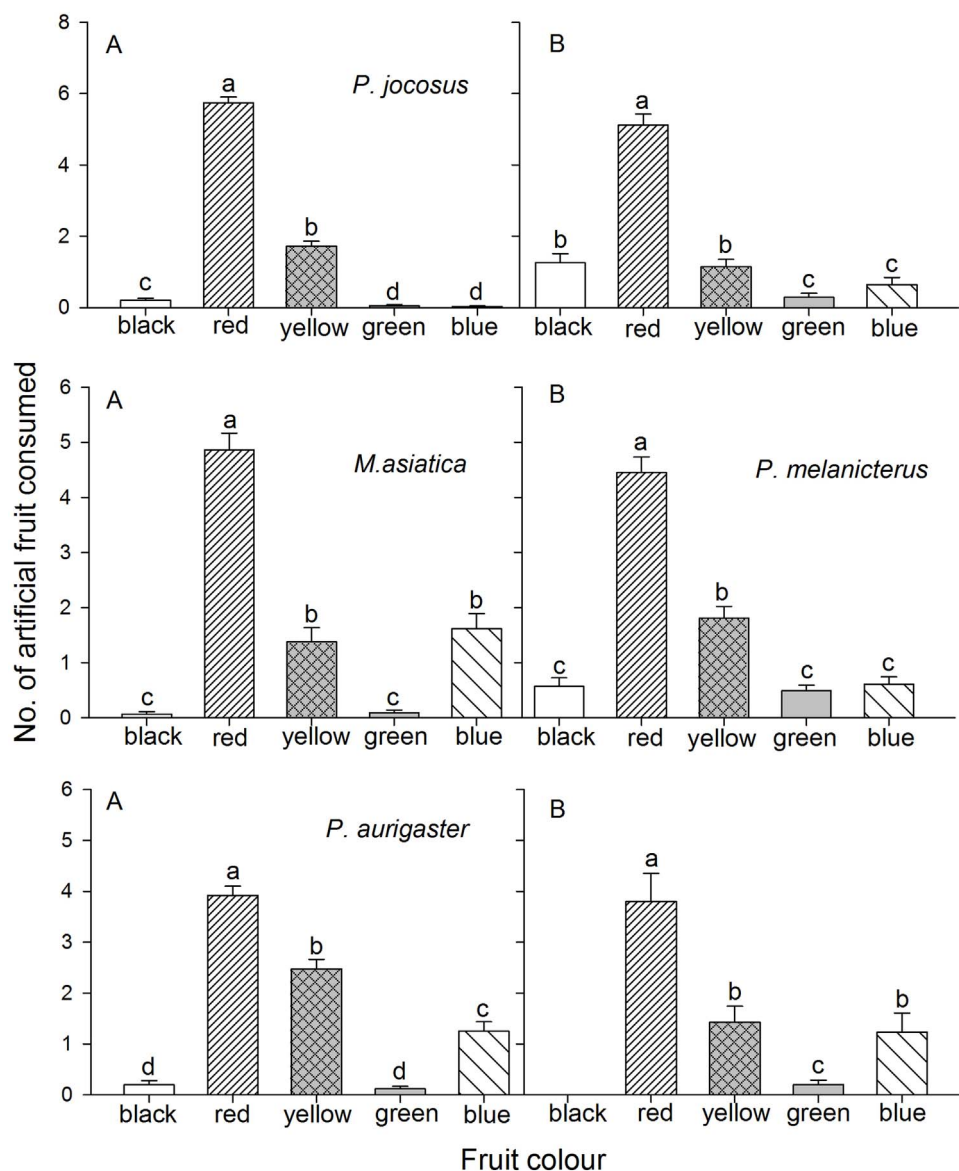 No. of artificial fruit consumed
8
6
4
2
0
A
P. jocosus
c
a
b
d
d
black red yellow green blue
B
b
a
b
c
c
black red yellow green blue
6
5
4
3
2
1
0
A
M.asiatica
c
a
b
c
b
black red yellow green blue
B
P. melanicterus
c
a
b
c
c
black red yellow green blue
6
5
4
3
2
1
0
A
P. aurigaster
d
a
b
d
c
black red yellow green blue
B
a
b
c
b
black red yellow green blue
Fruit colour